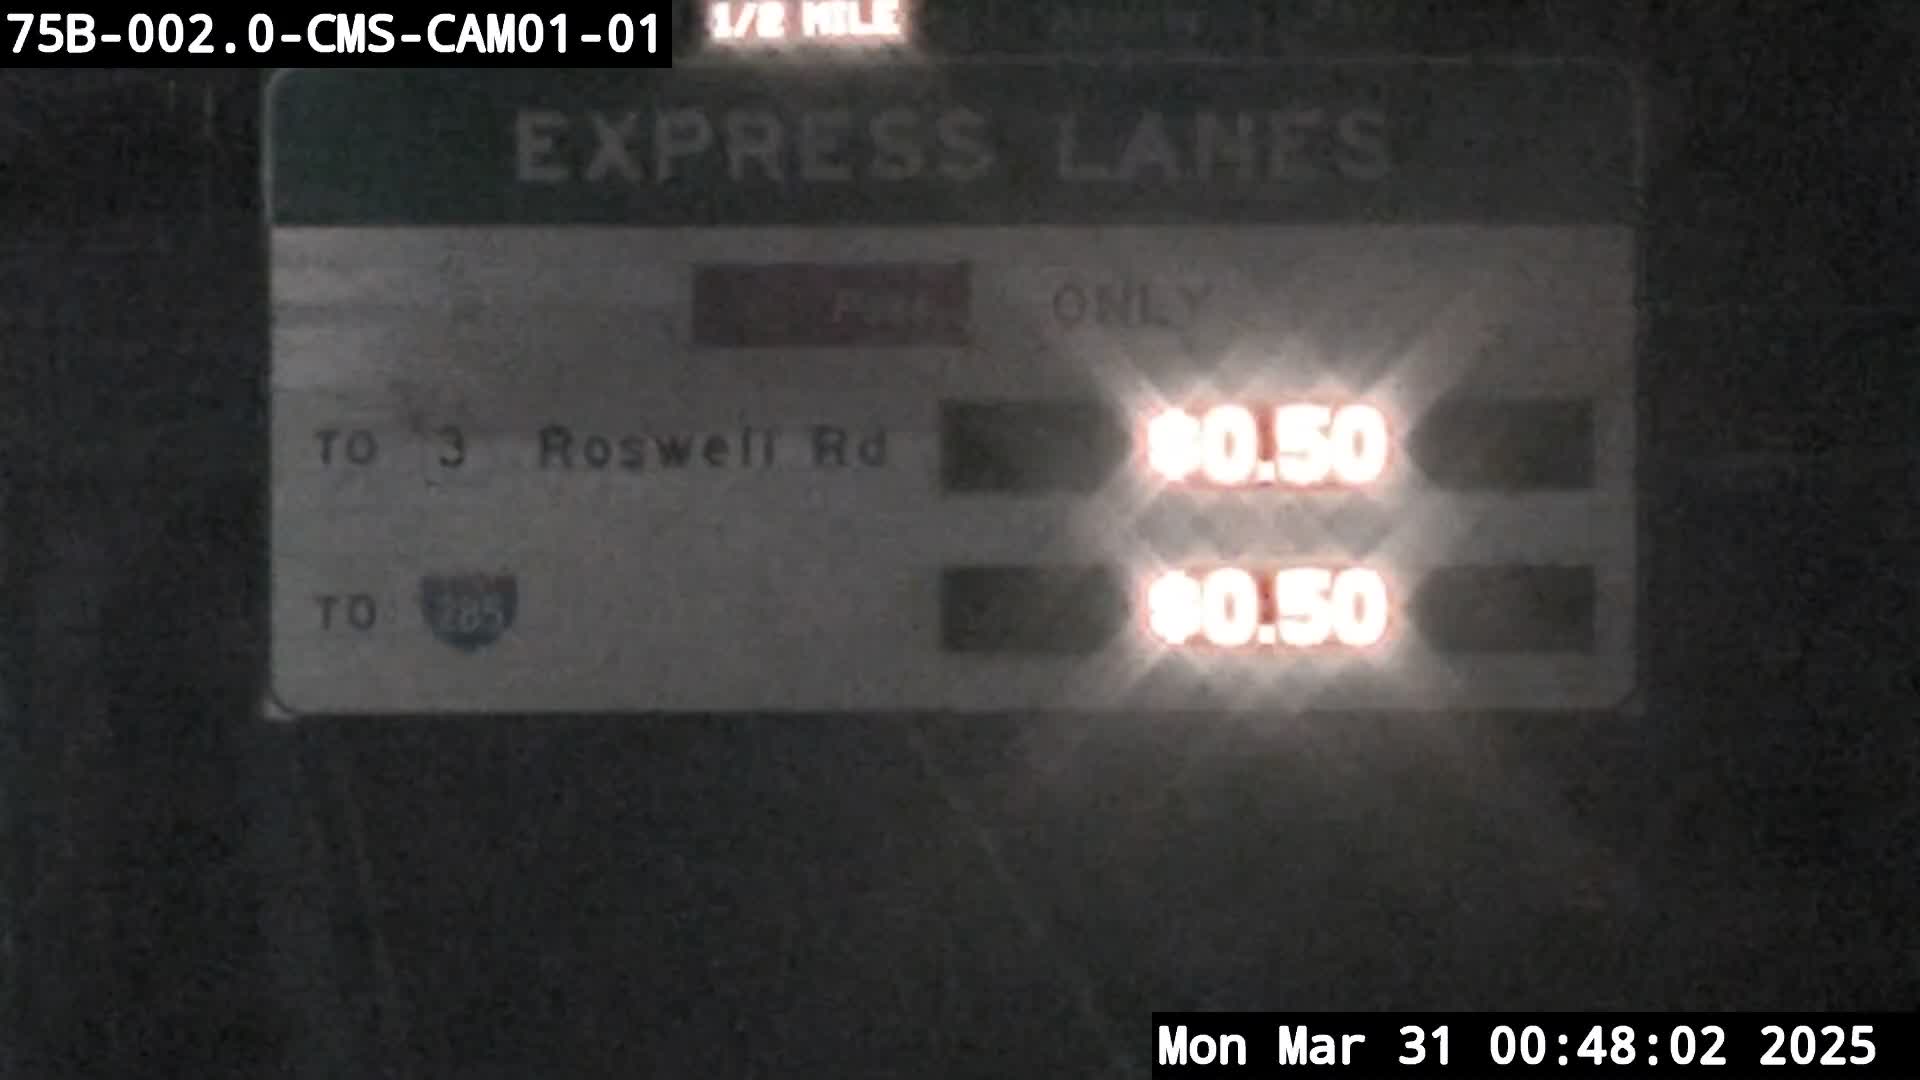 75B-002.0-CMS-CAM01-01
1/2 MILE
EXPRESS LANES
ONLY
TO 3 Roswell Rd $0.50
TO 285 $0.50
Mon Mar 31 00:48:02 2025